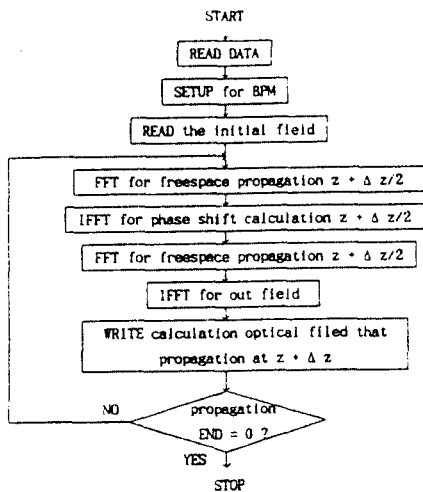 START
READ DATA
SETUP for BPM
READ the initial field
FFT for freespace propagation z + Δ z/2
IFFT for phase shift calculation z + Δ z/2
FFT for freespace propagation z + Δ z/2
IFFT for out field
WRITE calculation optical filed that
propagation at z + Δ z
NO
propagation
END = 0 ?
YES
STOP